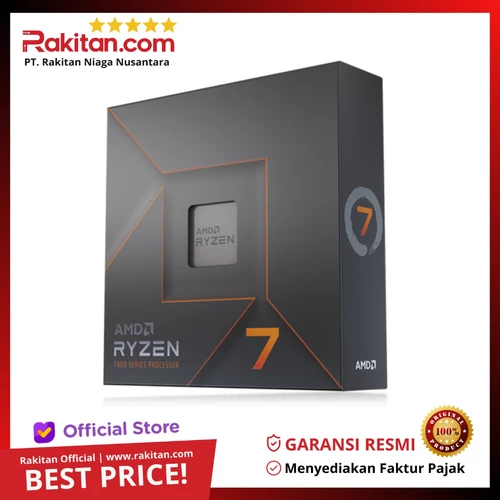 Rakitan.com
PT. Rakitan Niaga Nusantara
AMD
RYZEN
7
AMD
RYZEN
7000 SERIES PROCESSOR
7
AMD
Official Store
Rakitan Official | www.rakitan.com
BEST PRICE!
GARANSI RESMI
Menyediakan Faktur Pajak
ORIGINAL
100%
PRODUCT